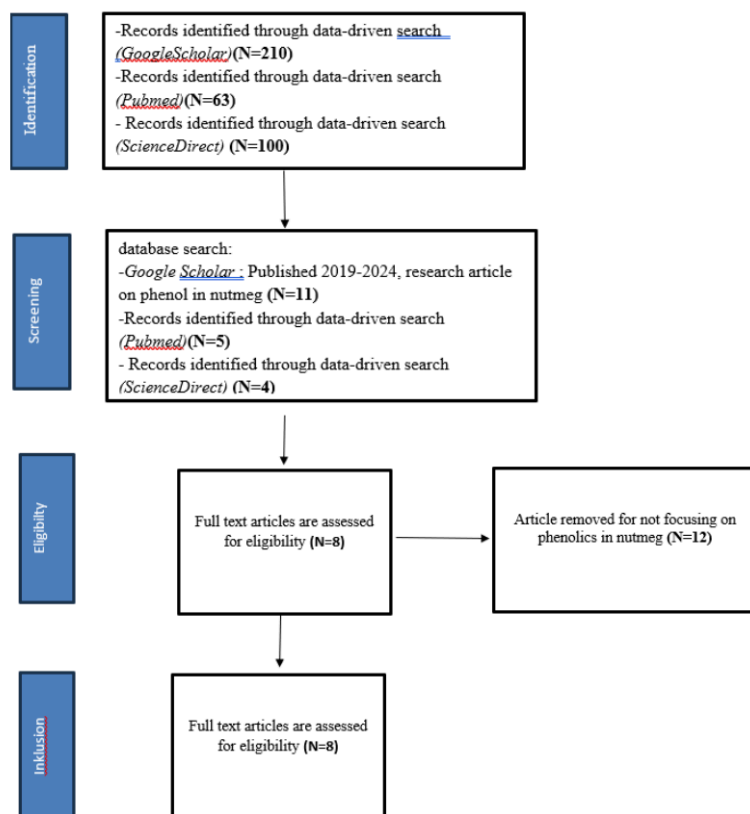 Identification
-Records identified through data-driven search
(GoogleScholar)(N=210)
-Records identified through data-driven search
(Pubmed)(N=63)
- Records identified through data-driven search
(ScienceDirect) (N=100)
Screening
database search:
-Google Scholar : Published 2019-2024, research article
on phenol in nutmeg (N=11)
-Records identified through data-driven search
(Pubmed)(N=5)
- Records identified through data-driven search
(ScienceDirect) (N=4)
Eligibilty
Full text articles are assessed
for eligibility (N=8)
Article removed for not focusing on
phenolics in nutmeg (N=12)
Inklusion
Full text articles are assessed
for eligibility (N=8)